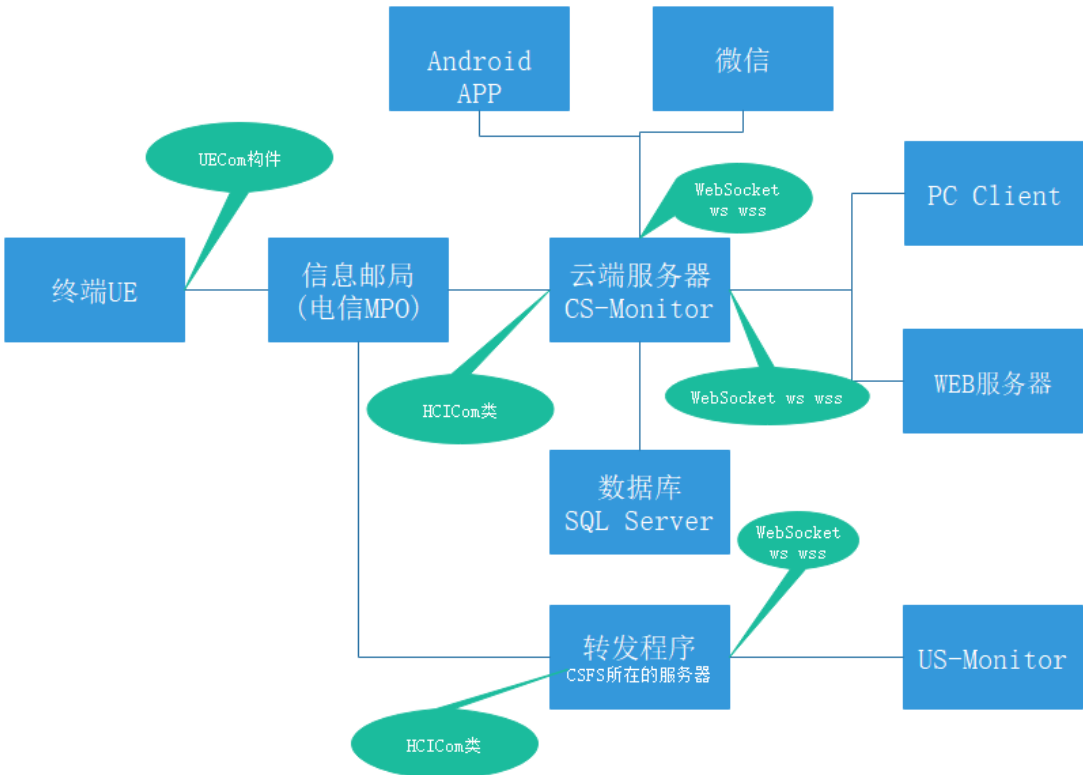 Android
APP
微信
UECom构件
WebSocket
ws wss
PC Client
终端UE
信息邮局
(电信MPO)
云端服务器
CS-Monitor
HCICom类
WebSocket ws wss
WEB服务器
数据库
SQL Server
WebSocket
ws wss
转发程序
CSFS所在的服务器
US-Monitor
HCICom类